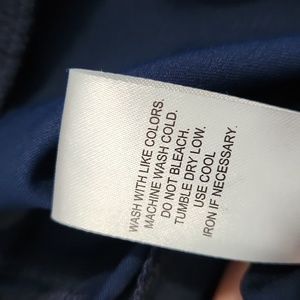 WASH WITH LIKE COLORS.
MACHINE WASH COLD.
DO NOT BLEACH.
TUMBLE DRY LOW.
USE COOL
IRON IF NECESSARY.